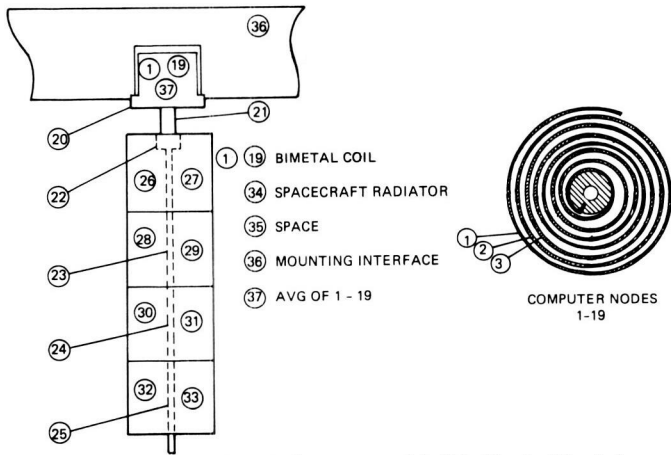 36
1 19
37
20
21
22
1 19 BIMETAL COIL
26 27
34 SPACECRAFT RADIATOR
35 SPACE
28 29
23
36 MOUNTING INTERFACE
37 AVG OF 1 - 19
30 31
24
32 33
25
1
2
3
COMPUTER NODES
1-19